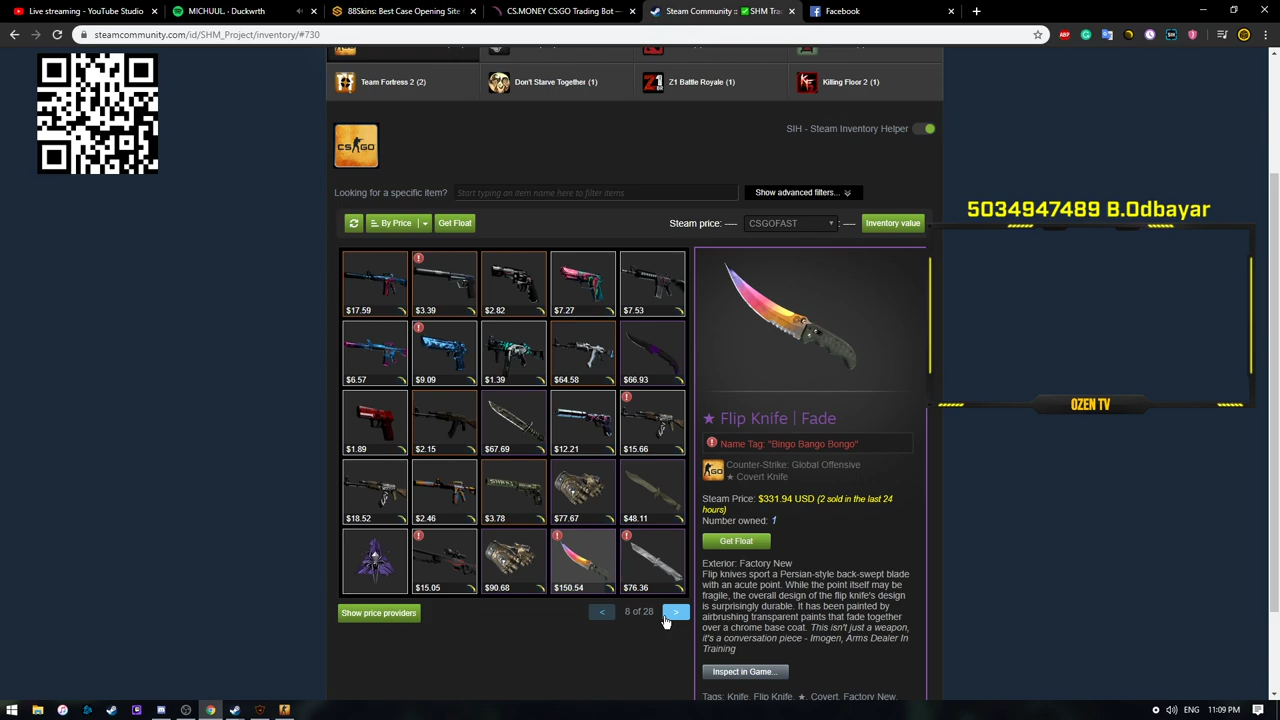 Live streaming - YouTube Studio
MICHUUL - Duckwrth
88Skins: Best Case Opening Site
CS.MONEY CS:GO Trading Bot —
Steam Community :: SHM Tra
Facebook
steamcommunity.com/id/SHM_Project/inventory/#730
ABP
Team Fortress 2 (2)
Don't Starve Together (1)
Z1 Battle Royale (1)
Killing Floor 2 (1)
CS GO
SIH - Steam Inventory Helper
Looking for a specific item?
Start typing an item name here to filter items
Show advanced filters...
By Price
Get Float
Steam price: —
CSGOFAST
: —
Inventory value
5034947489 B.Odbayar
$17.59
$3.39
$2.82
$7.27
$7.53
$6.57
$9.09
$1.39
$64.58
$66.93
$1.89
$2.15
$67.69
$12.21
$15.66
$18.52
$2.46
$3.78
$77.67
$48.11
$15.05
$90.68
$150.54
$76.36
Show price providers
<
8 of 28
>
★ Flip Knife | Fade
Name Tag: "Bingo Bango Bongo"
Counter-Strike: Global Offensive
★ Covert Knife
Steam Price: $331.94 USD (2 sold in the last 24
hours)
Number owned: 1
Get Float
Exterior: Factory New
Flip knives sport a Persian-style back-swept blade
with an acute point. While the point itself may be
fragile, the overall design of the flip knife's design
is surprisingly durable. It has been painted by
airbrushing transparent paints that fade together
over a chrome base coat. This isn't just a weapon,
it's a conversation piece - Imogen, Arms Dealer In
Training
Inspect in Game...
Tags: Knife, Flip Knife, ★, Covert, Factory New,
OZEN TV
ENG
11:09 PM